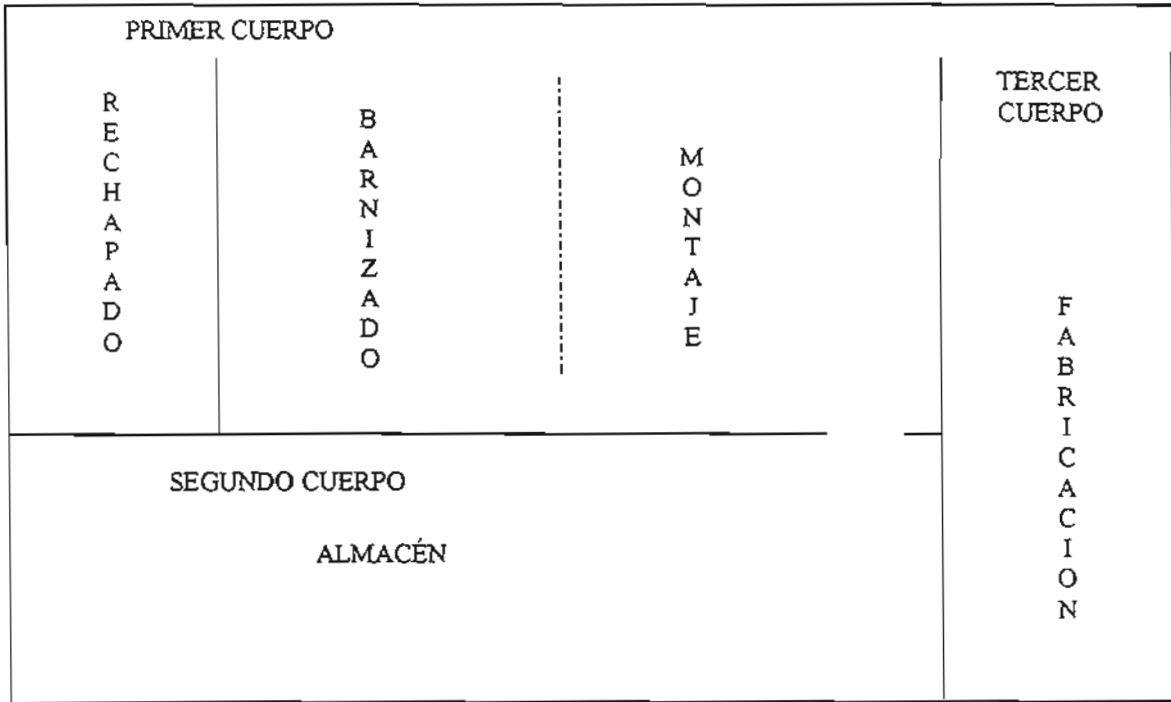 PRIMER CUERPO
RECHAPADO
BARNIZADO
MONTAJE
TERCER
CUERPO
FABRICACION
SEGUNDO CUERPO
ALMACÉN